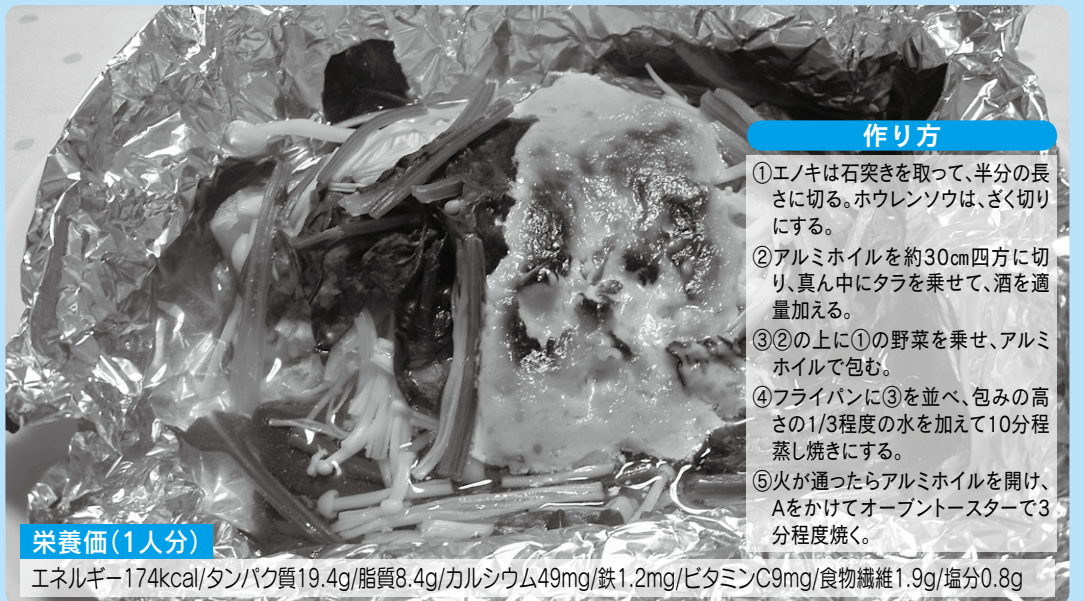 作り方
①エノキは石突きを取って、半分の長
さに切る。ホウレンソウは、ざく切り
にする。
②アルミホイルを約30㎝四方に切
り、真ん中にタラを乗せて、酒を適
量加える。
③②の上に①の野菜を乗せ、アルミ
ホイルで包む。
④フライパンに③を並べ、包みの高
さの1/3程度の水を加えて10分程
蒸し焼きにする。
⑤火が通ったらアルミホイルを開け、
Aをかけてオーブントースターで3
分程度焼く。
栄養価（1人分）
エネルギー174kcal/タンパク質19.4g/脂質8.4g/カルシウム49mg/鉄1.2mg/ビタミンC9mg/食物繊維1.9g/塩分0.8g